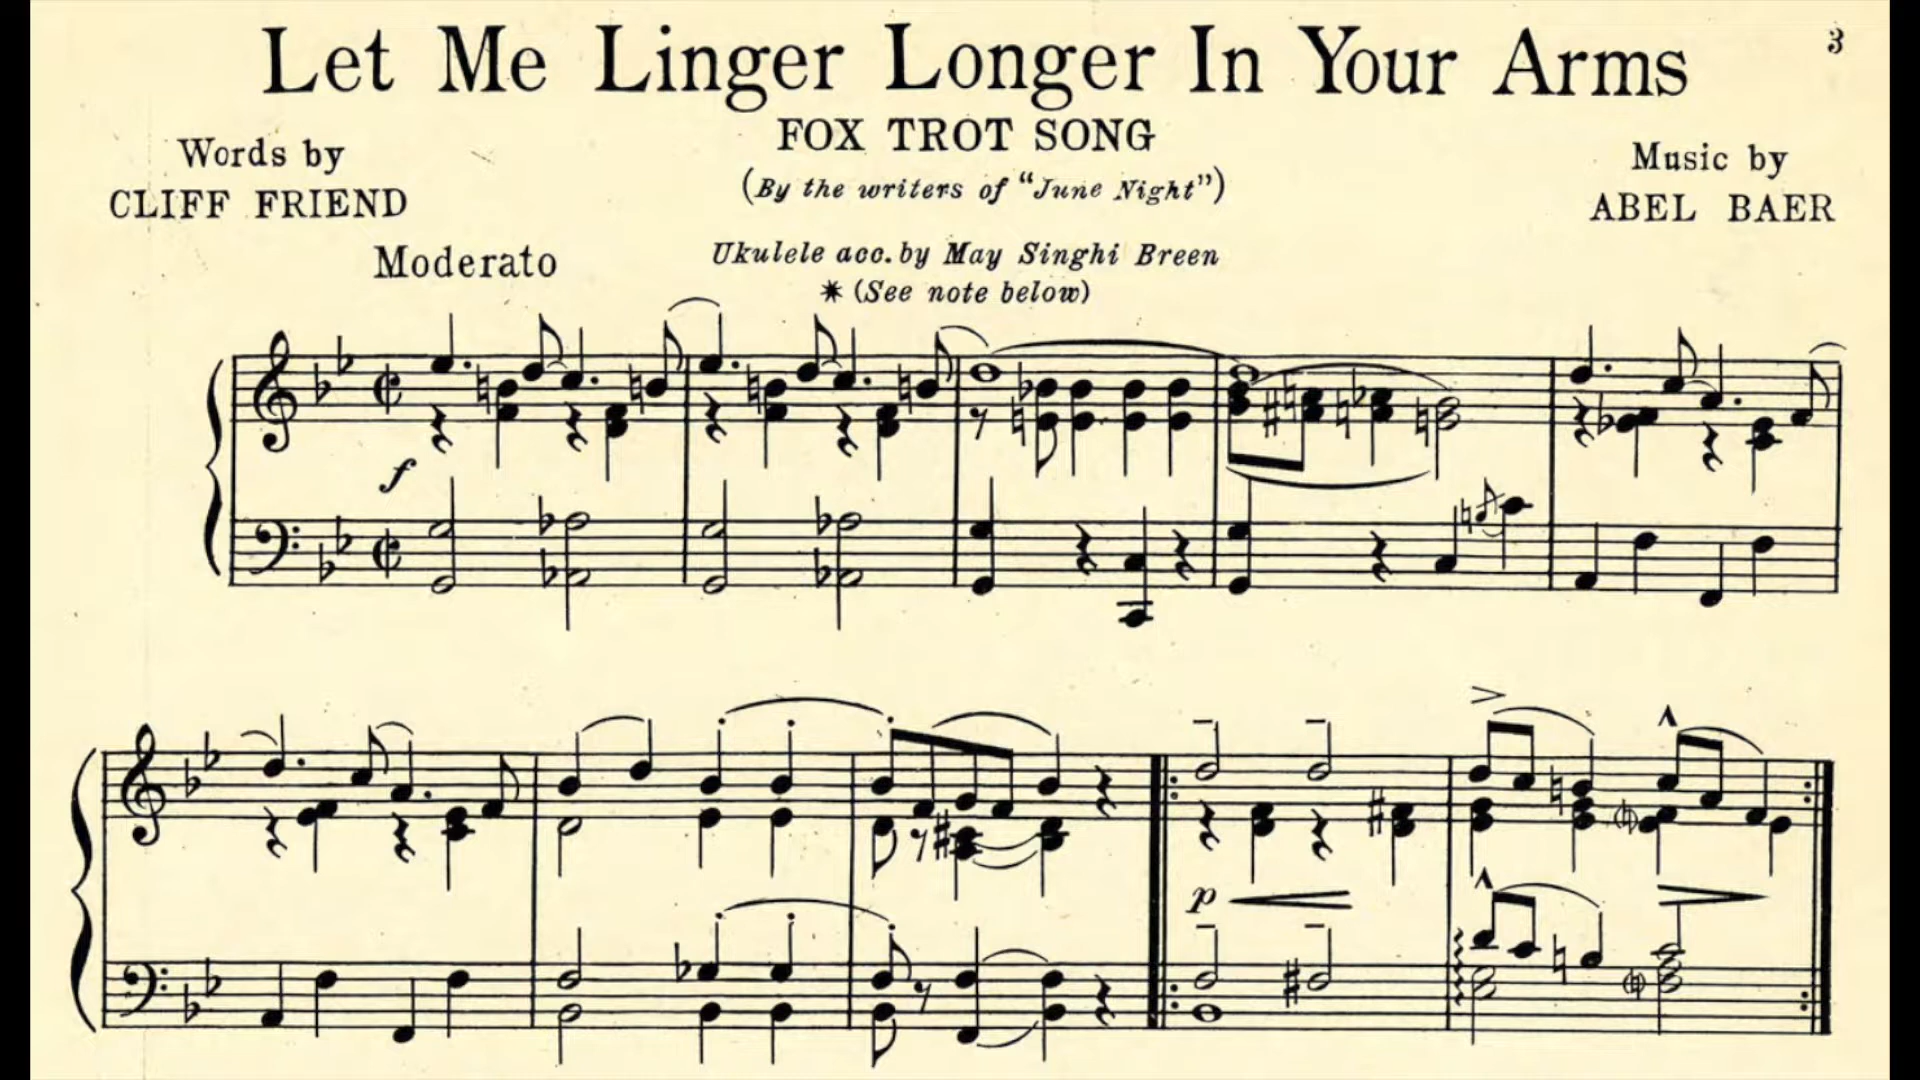 Let Me Linger Longer In Your Arms
3
FOX TROT SONG
Words by
CLIFF FRIEND
(By the writers of "June Night")
Music by
ABEL BAER
Moderato
Ukulele acc. by May Singhi Breen
✷ (See note below)
f
p